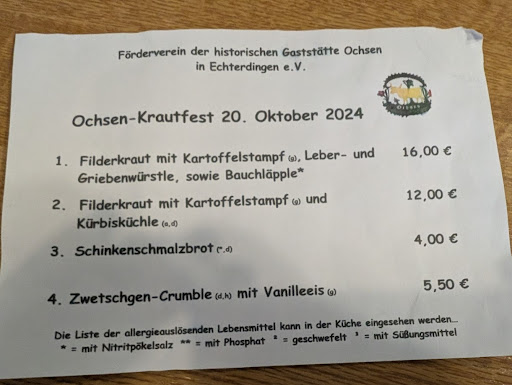 Förderverein der historischen Gaststätte Ochsen
in Echterdingen e.V.
Ochsen-Krautfest 20. Oktober 2024
1. Filderkraut mit Kartoffelstampf (g), Leber- und 16,00 €
Griebenwürstle, sowie Bauchläpple*
2. Filderkraut mit Kartoffelstampf (g) und 12,00 €
Kürbisküchle (a,d)
3. Schinkenschmalzbrot (*,d) 4,00 €
4. Zwetschgen-Crumble (d,h) mit Vanilleeis (g) 5,50 €
Die Liste der allergieauslösenden Lebensmittel kann in der Küche eingesehen werden...
* = mit Nitritpökelsalz ** = mit Phosphat ² = geschwefelt ³ = mit Süßungsmittel